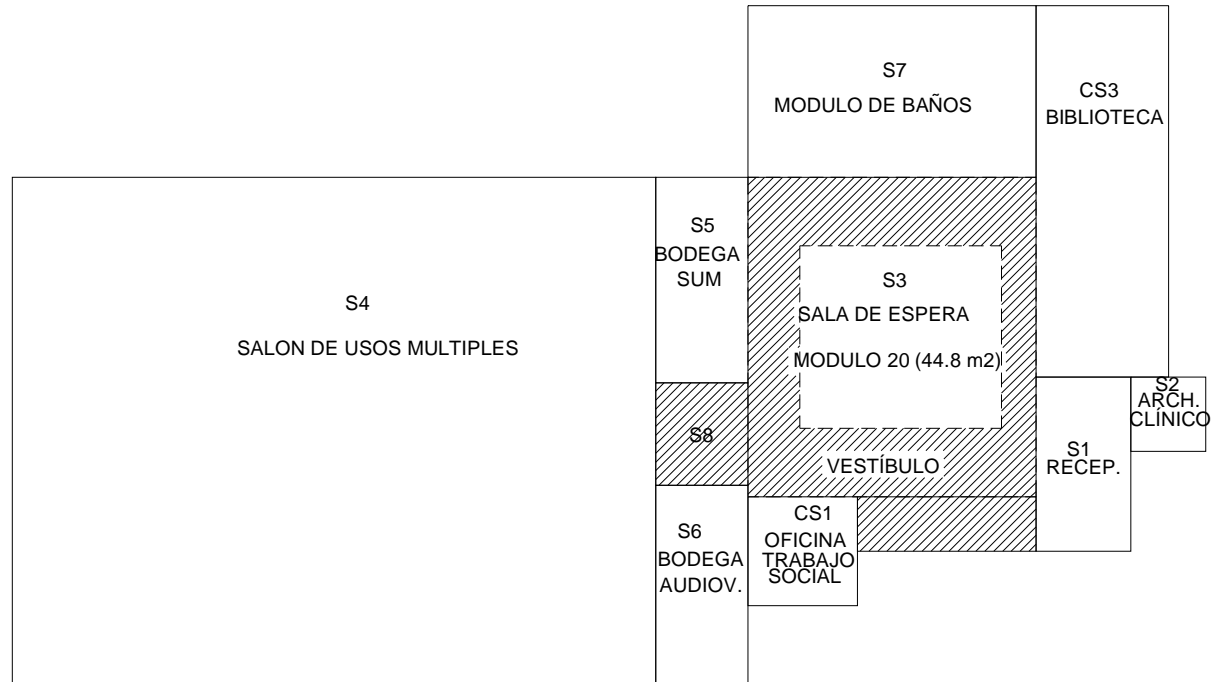 S7
MODULO DE BAÑOS
CS3
BIBLIOTECA
S5
BODEGA
SUM
S3
SALA DE ESPERA
MODULO 20 (44.8 m2)
S4
SALON DE USOS MULTIPLES
S2
ARCH.
CLÍNICO
S8
VESTÍBULO
S1
RECEP.
S6
BODEGA
AUDIOV.
CS1
OFICINA
TRABAJO
SOCIAL